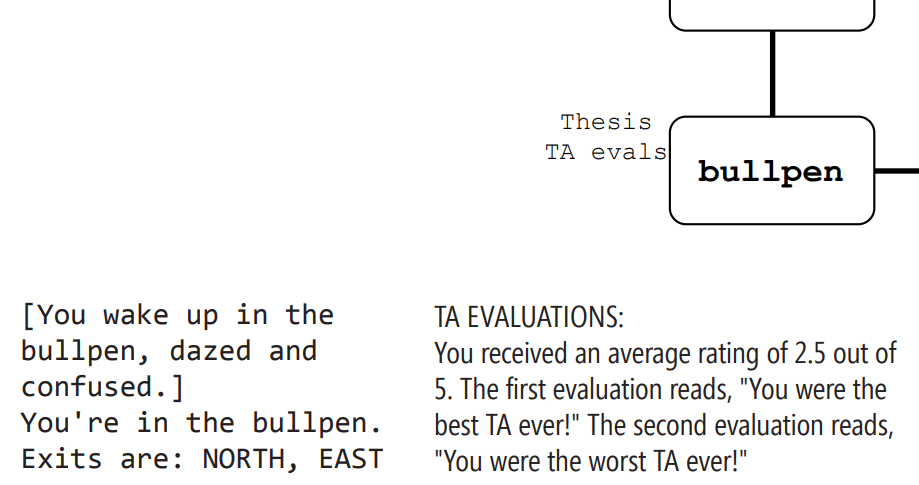 Thesis
TA evals
bullpen
[You wake up in the
bullpen, dazed and
confused.]
You're in the bullpen.
Exits are: NORTH, EAST
TA EVALUATIONS:
You received an average rating of 2.5 out of
5. The first evaluation reads, "You were the
best TA ever!" The second evaluation reads,
"You were the worst TA ever!"